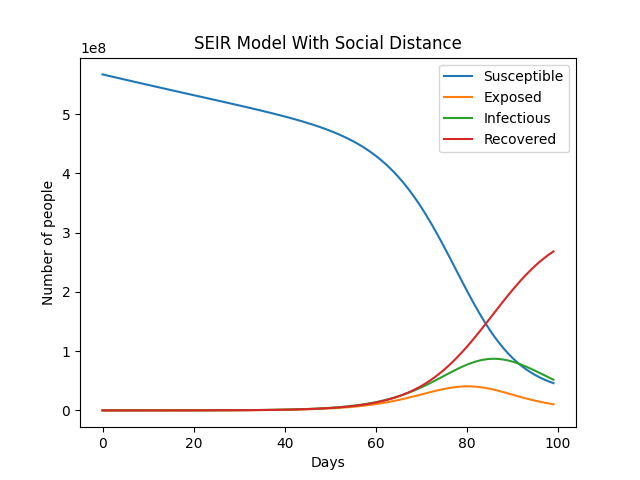 SEIR Model With Social Distance
1e8
Susceptible
Exposed
Infectious
Recovered
Number of people
5
4
3
2
1
0
0 20 40 60 80 100
Days